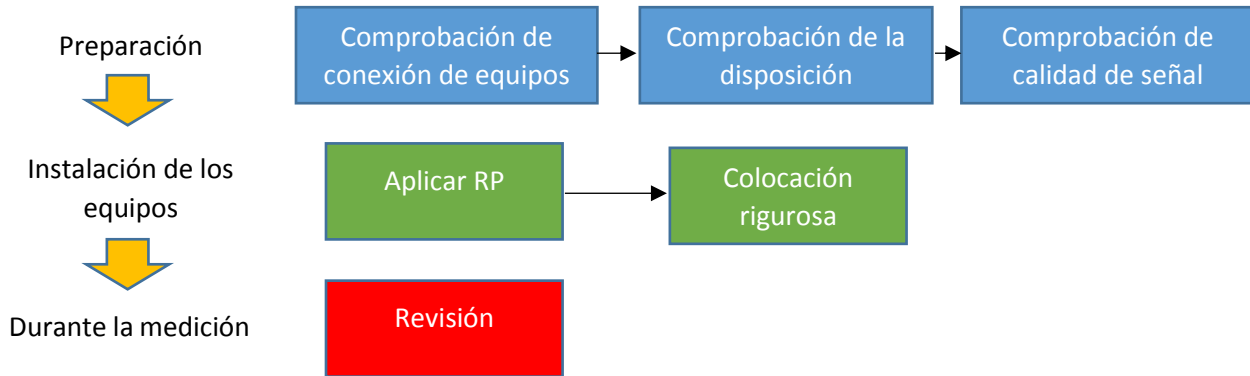 Preparación
Comprobación de
conexión de equipos
Comprobación de la
disposición
Comprobación de
calidad de señal
Instalación de los
equipos
Aplicar RP
Colocación
rigurosa
Durante la medición
Revisión